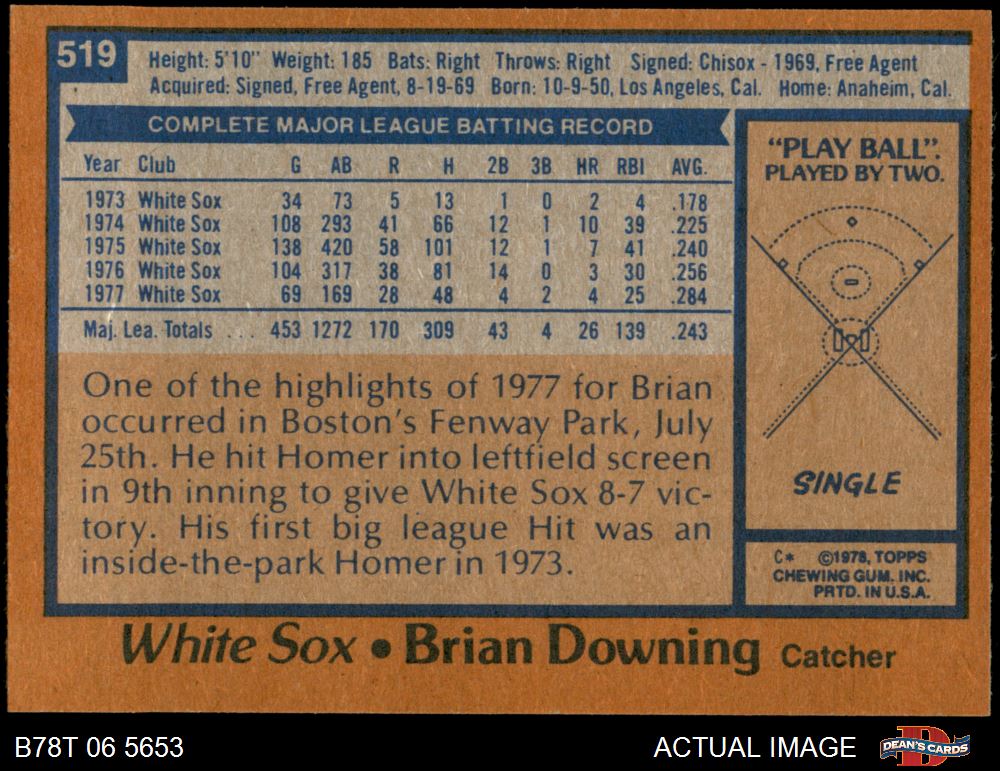 519
Height: 5'10" Weight: 185 Bats: Right Throws: Right Signed: Chisox - 1969, Free Agent
Acquired: Signed, Free Agent, 8-19-69 Born: 10-9-50, Los Angeles, Cal. Home: Anaheim, Cal.
COMPLETE MAJOR LEAGUE BATTING RECORD
Year Club G AB R H 2B 3B HR RBI AVG.
1973 White Sox 34 73 5 13 1 0 2 4 .178
1974 White Sox 108 293 41 66 12 1 10 39 .225
1975 White Sox 138 420 58 101 12 1 7 41 .240
1976 White Sox 104 317 38 81 14 0 3 30 .256
1977 White Sox 69 169 28 48 4 2 4 25 .284
Maj. Lea. Totals . . . 453 1272 170 309 43 4 26 139 .243
One of the highlights of 1977 for Brian
occurred in Boston's Fenway Park, July
25th. He hit Homer into leftfield screen
in 9th inning to give White Sox 8-7 vic-
tory. His first big league Hit was an
inside-the-park Homer in 1973.
"PLAY BALL".
PLAYED BY TWO.
SINGLE
C* ©1978, TOPPS
CHEWING GUM. INC.
PRTD. IN U.S.A.
White Sox • Brian Downing Catcher
B78T 06 5653
ACTUAL IMAGE
DEAN'S CARDS